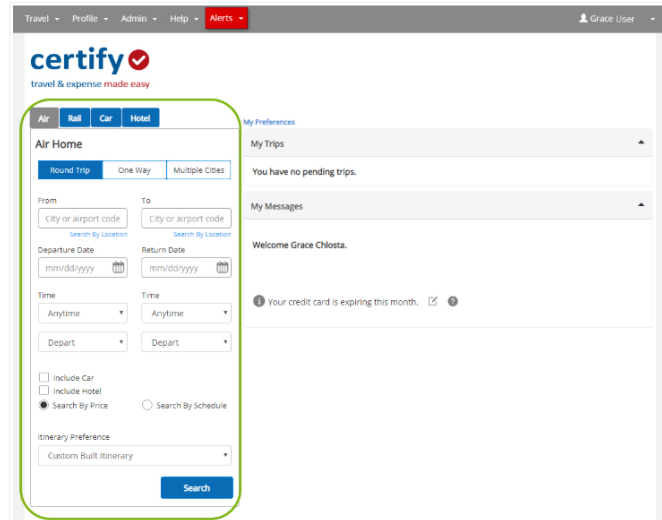 Travel Profile Admin Help Alerts Grace User
certify
travel & expense made easy
Air Rail Car Hotel
My Preferences
Air Home
My Trips
Round Trip One Way Multiple Cities
You have no pending trips.
From To
My Messages
City or airport code City or airport code
Search By Location Search By Location
Departure Date Return Date
Welcome Grace Chlosta.
mm/dd/yyyy mm/dd/yyyy
Time Time
Your credit card is expiring this month.
Anytime Anytime
Depart Depart
Include Car
Include Hotel
Search By Price Search By Schedule
Itinerary Preference
Custom Built Itinerary
Search